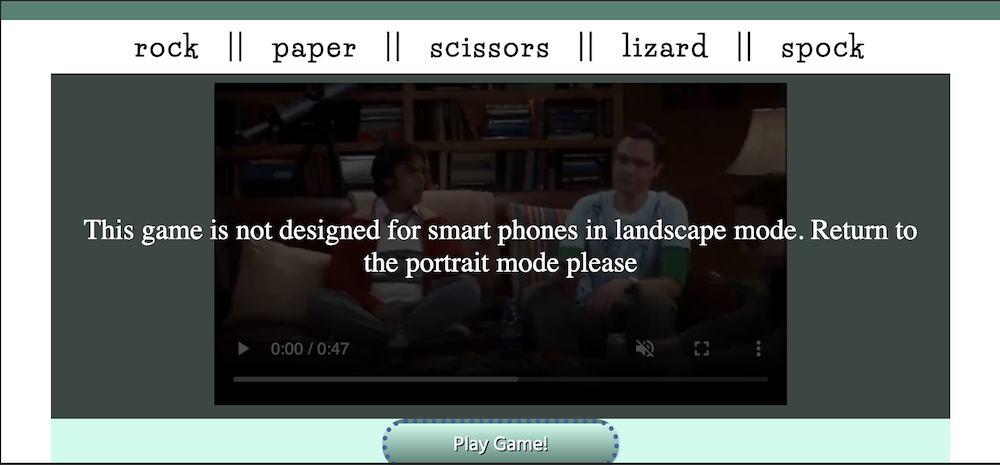 rock || paper || scissors || lizard || spock
This game is not designed for smart phones in landscape mode. Return to
the portrait mode please
0:00 / 0:47
Play Game!